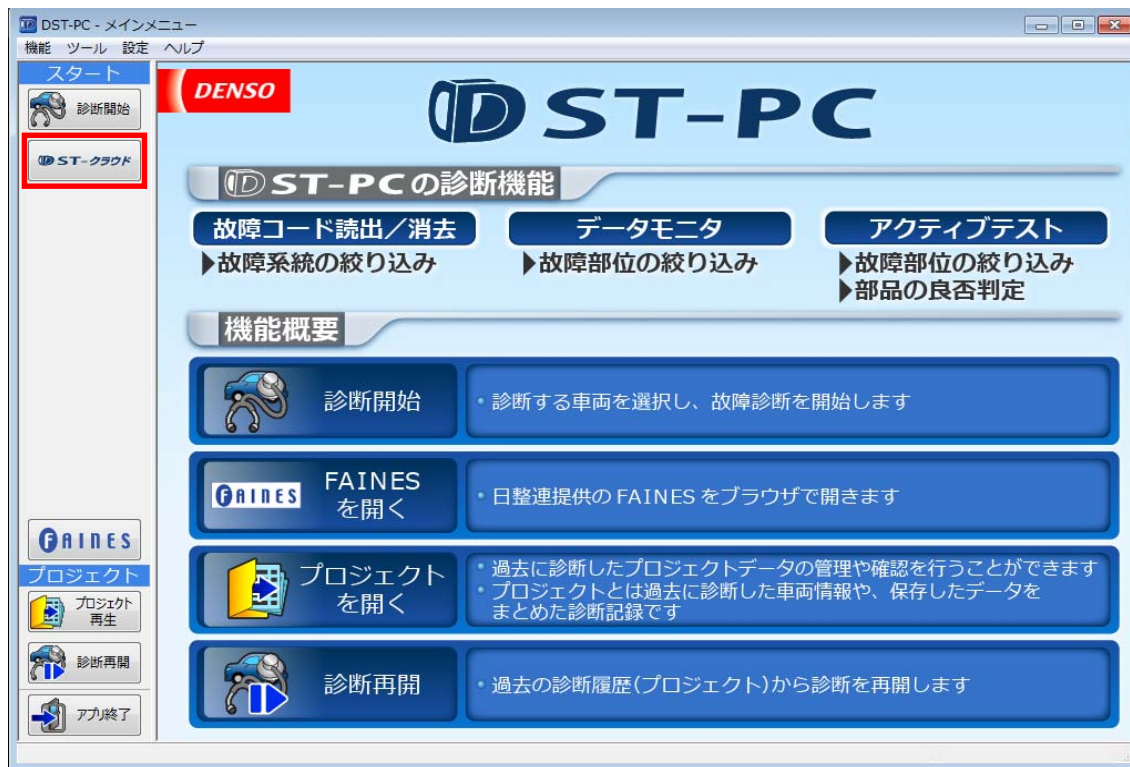 DST-PC - メインメニュー
機能 ツール 設定 ヘルプ
スタート
診断開始
DST-クラウド
FAINES
プロジェクト
プロジェクト
再生
診断再開
アプリ終了
DENSO
DST-PC
DST-PCの診断機能
故障コード読出／消去
▶故障系統の絞り込み
データモニタ
▶故障部位の絞り込み
アクティブテスト
▶故障部位の絞り込み
▶部品の良否判定
機能概要
診断開始
・診断する車両を選択し、故障診断を開始します
FAINES
FAINES
を開く
・日整連提供の FAINES をブラウザで開きます
プロジェクト
を開く
・過去に診断したプロジェクトデータの管理や確認を行うことができます
・プロジェクトとは過去に診断した車両情報や、保存したデータを
まとめた診断記録です
診断再開
・過去の診断履歴(プロジェクト)から診断を再開します